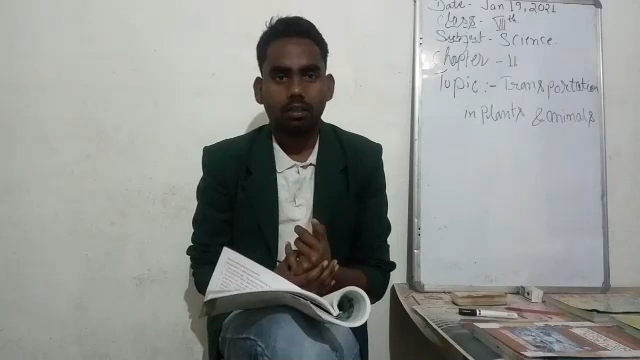 Date - Jan 19, 2021
Class - VIIth
Subject - Science.
Chapter - 11
Topic :- Transportation
in plants & animals